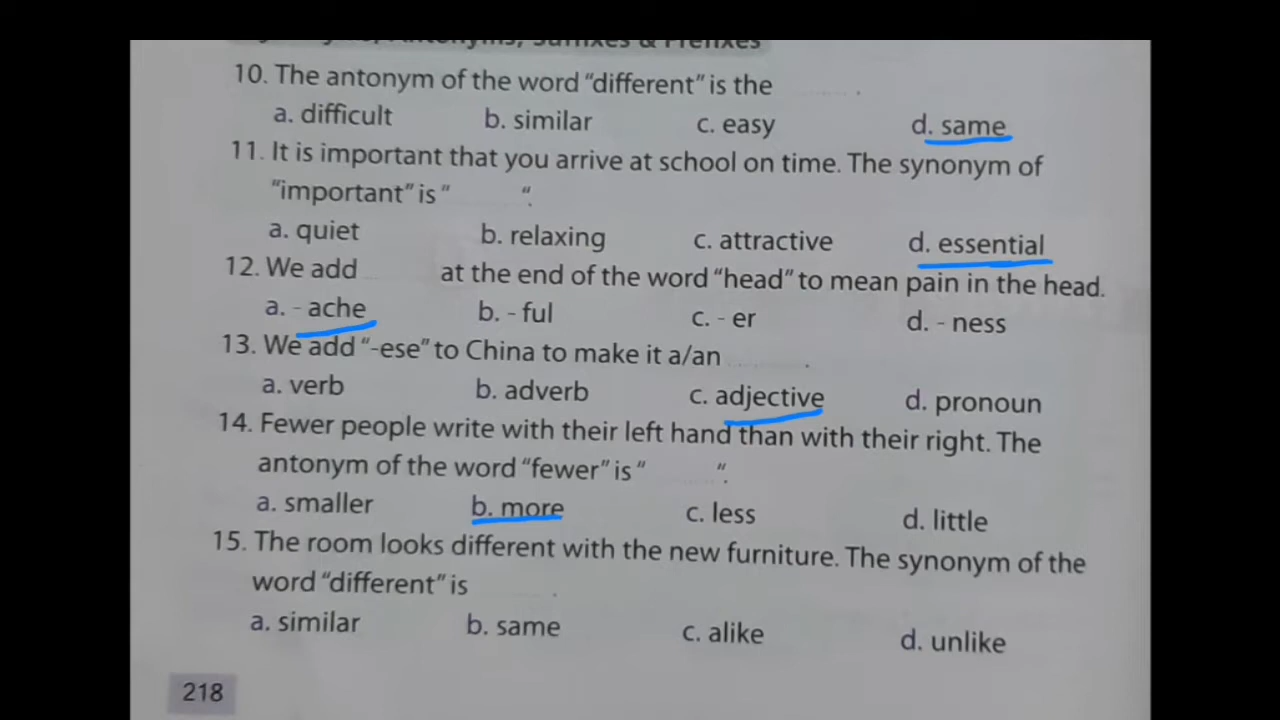 Antonyms, Suffixes & Prefixes
10. The antonym of the word “different” is the ........ .
a. difficult b. similar c. easy d. same
11. It is important that you arrive at school on time. The synonym of
“important” is “ “.
a. quiet b. relaxing c. attractive d. essential
12. We add at the end of the word “head” to mean pain in the head.
a. - ache b. - ful c. - er d. - ness
13. We add “-ese” to China to make it a/an ........ .
a. verb b. adverb c. adjective d. pronoun
14. Fewer people write with their left hand than with their right. The
antonym of the word “fewer” is “ ........ “.
a. smaller b. more c. less d. little
15. The room looks different with the new furniture. The synonym of the
word “different” is .
a. similar b. same c. alike d. unlike
218